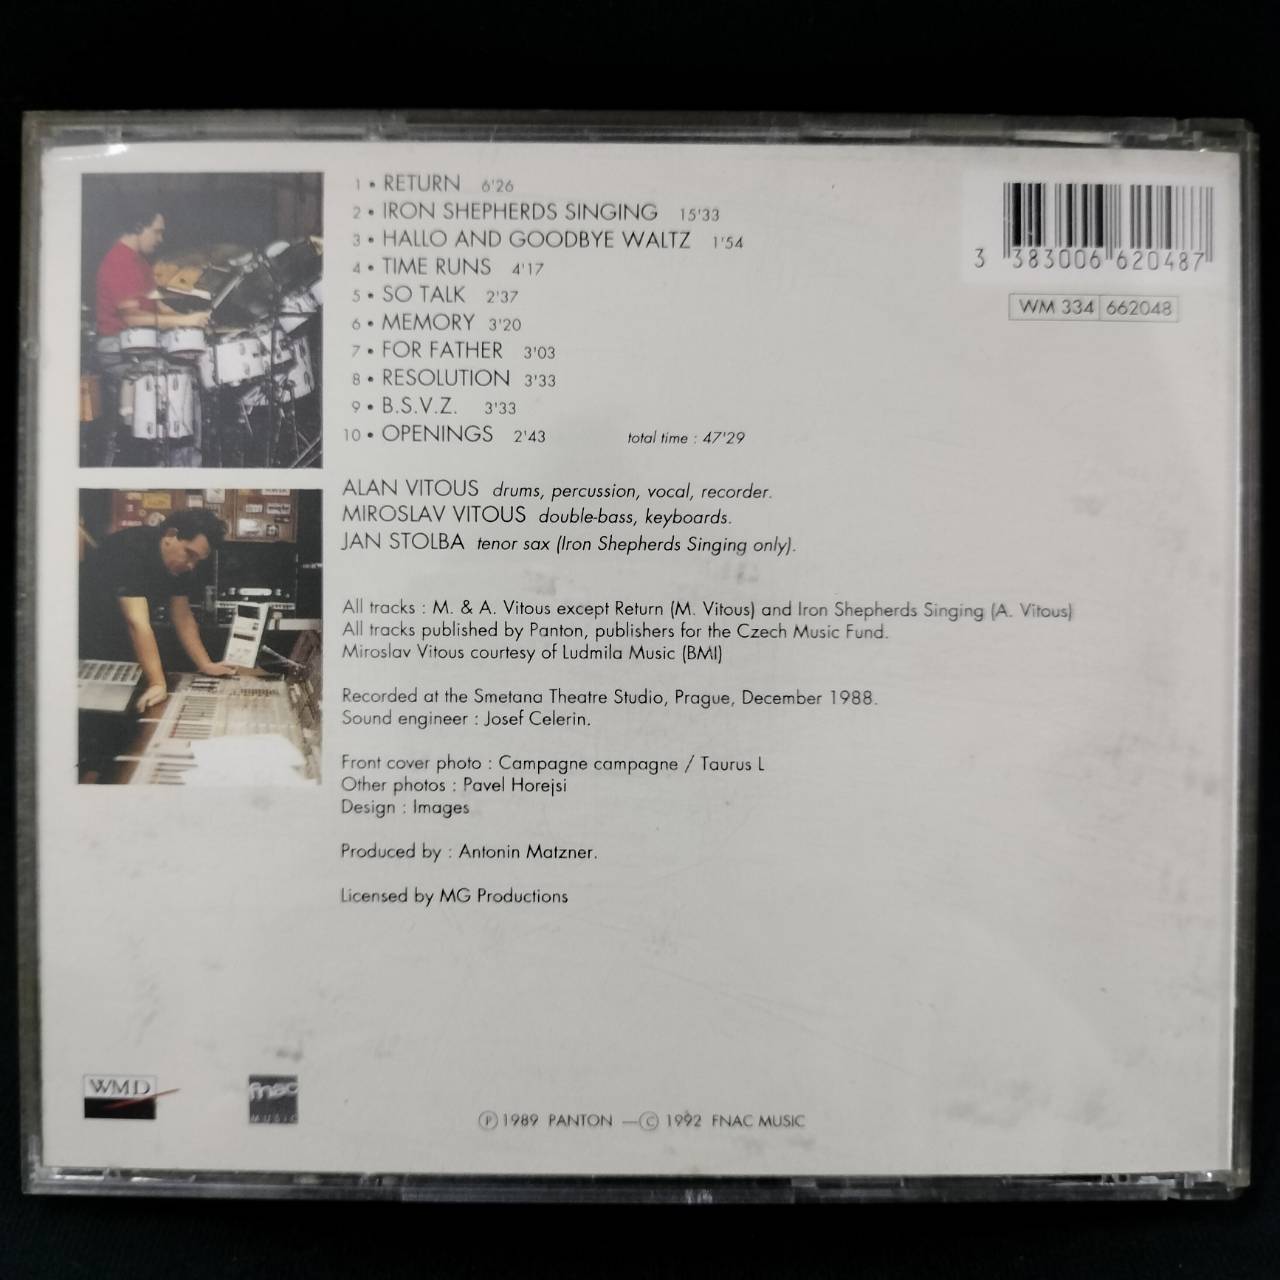 1 • RETURN 6'26
2 • IRON SHEPHERDS SINGING 15'33
3 • HALLO AND GOODBYE WALTZ 1'54
4 • TIME RUNS 4'17
5 • SO TALK 2'37
6 • MEMORY 3'20
7 • FOR FATHER 3'03
8 • RESOLUTION 3'33
9 • B.S.V.Z. 3'33
10 • OPENINGS 2'43 total time : 47'29
3 383006 620487
WM 334 662048
ALAN VITOUS drums, percussion, vocal, recorder.
MIROSLAV VITOUS double-bass, keyboards.
JAN STOLBA tenor sax (Iron Shepherds Singing only).
All tracks : M. & A. Vitous except Return (M. Vitous) and Iron Shepherds Singing (A. Vitous)
All tracks published by Panton, publishers for the Czech Music Fund.
Miroslav Vitous courtesy of Ludmila Music (BMI)
Recorded at the Smetana Theatre Studio, Prague, December 1988.
Sound engineer : Josef Celerin.
Front cover photo : Campagne campagne / Taurus L
Other photos : Pavel Horejsi
Design : Images
Produced by : Antonin Matzner.
Licensed by MG Productions
WMD
fnac
MUSIC
Ⓟ 1989 PANTON — © 1992 FNAC MUSIC